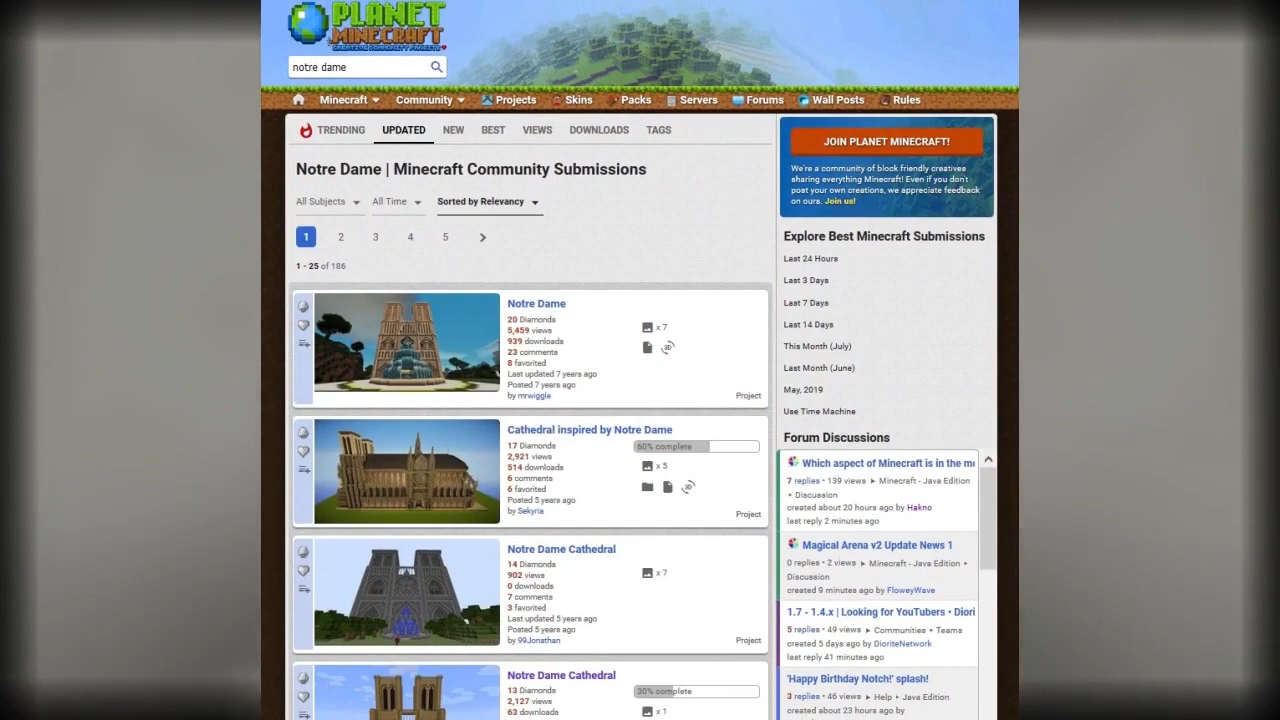 PLANET
MINECRAFT
CREATIVE COMMUNITY FANSITE
notre dame
Minecraft
Community
Projects
Skins
Packs
Servers
Forums
Wall Posts
Rules
TRENDING
UPDATED
NEW
BEST
VIEWS
DOWNLOADS
TAGS
Notre Dame | Minecraft Community Submissions
All Subjects
All Time
Sorted by Relevancy
1
2
3
4
5
1 - 25 of 186
Notre Dame
20 Diamonds
5,459 views
939 downloads
23 comments
8 favorited
Last updated 7 years ago
Posted 7 years ago
by mrwiggle
x 7
3D
Project
Cathedral inspired by Notre Dame
17 Diamonds
2,921 views
514 downloads
6 comments
6 favorited
Posted 5 years ago
by Sekyria
60% complete
x 5
3D
Project
Notre Dame Cathedral
14 Diamonds
902 views
0 downloads
7 comments
3 favorited
Last updated 5 years ago
Posted 5 years ago
by 99Jonathan
x 7
Project
Notre Dame Cathedral
13 Diamonds
2,127 views
63 downloads
30% complete
x 1
JOIN PLANET MINECRAFT!
We're a community of block friendly creatives
sharing everything Minecraft! Even if you don't
post your own creations, we appreciate feedback
on ours. Join us!
Explore Best Minecraft Submissions
Last 24 Hours
Last 3 Days
Last 7 Days
Last 14 Days
This Month (July)
Last Month (June)
May, 2019
Use Time Machine
Forum Discussions
Which aspect of Minecraft is in the mo
7 replies • 139 views ▸ Minecraft - Java Edition
▸ Discussion
created about 20 hours ago by Hakno
last reply 2 minutes ago
Magical Arena v2 Update News 1
0 replies • 2 views ▸ Minecraft - Java Edition ▸
Discussion
created 9 minutes ago by FloweyWave
1.7 - 1.4.x | Looking for YouTubers • Diori
5 replies • 49 views ▸ Communities ▸ Teams
created 5 days ago by DioriteNetwork
last reply 41 minutes ago
'Happy Birthday Notch!' splash!
3 replies • 46 views ▸ Help ▸ Java Edition
created about 23 hours ago by